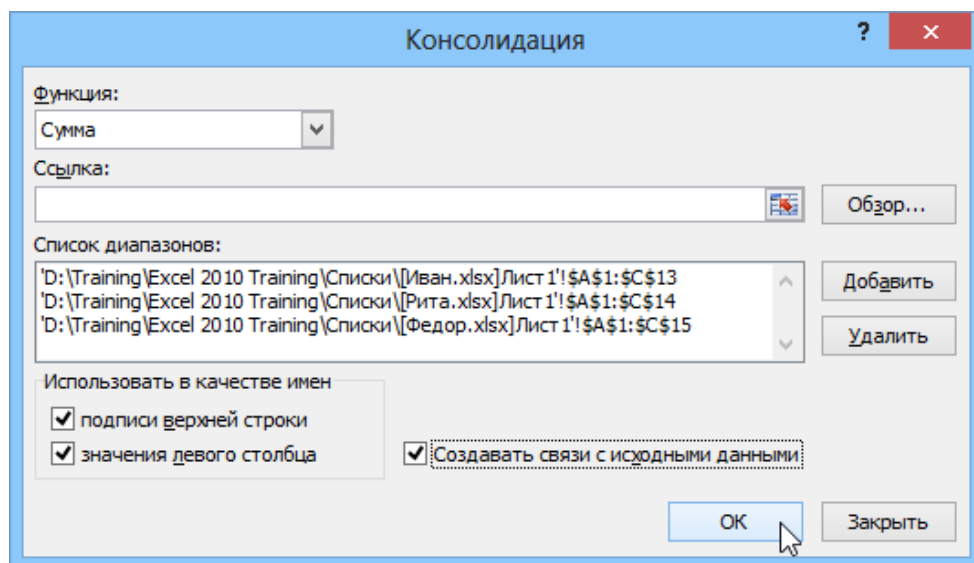 Консолидация ? ×
Функция:
Сумма
Ссылка:
Обзор...
Список диапазонов:
'D:\Training\Excel 2010 Training\Списки\[Иван.xlsx]Лист1'!$A$1:$C$13
'D:\Training\Excel 2010 Training\Списки\[Рита.xlsx]Лист1'!$A$1:$C$14
'D:\Training\Excel 2010 Training\Списки\[Федор.xlsx]Лист1'!$A$1:$C$15
Добавить
Удалить
Использовать в качестве имен
подписи верхней строки
значения левого столбца
Создавать связи с исходными данными
ОК
Закрыть